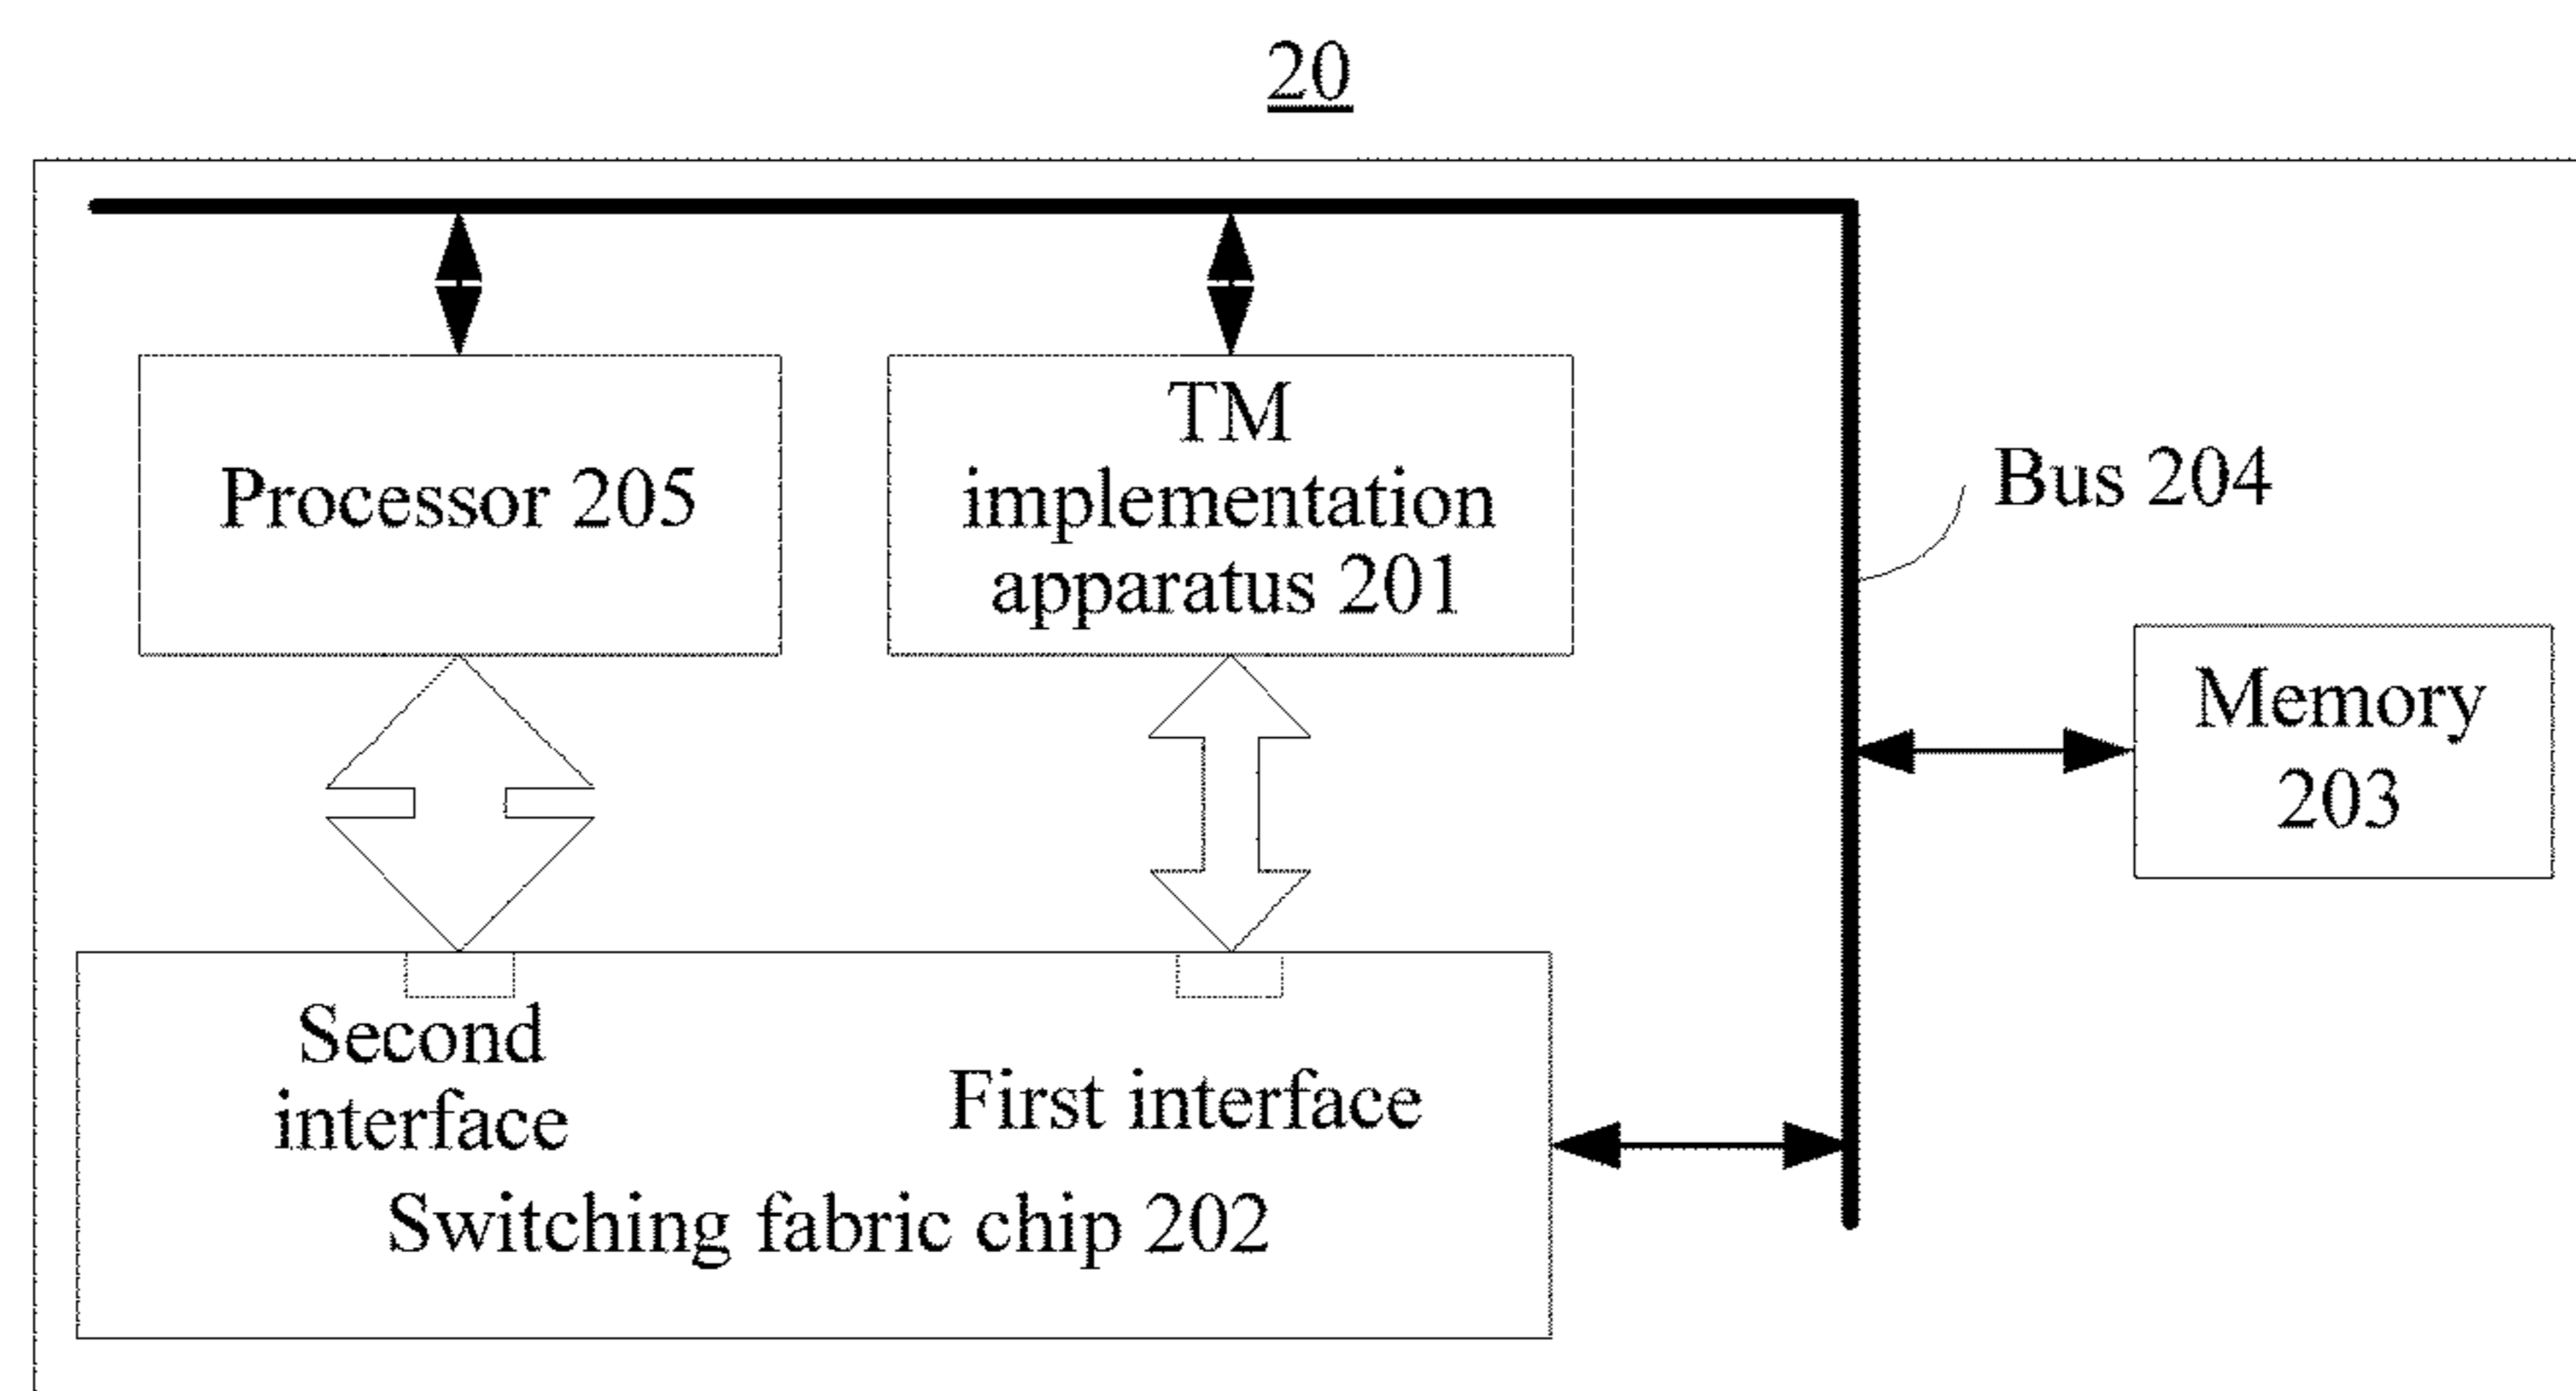 20
Processor 205
TM
implementation
apparatus 201
Bus 204
Memory
203
Second
interface
First interface
Switching fabric chip 202